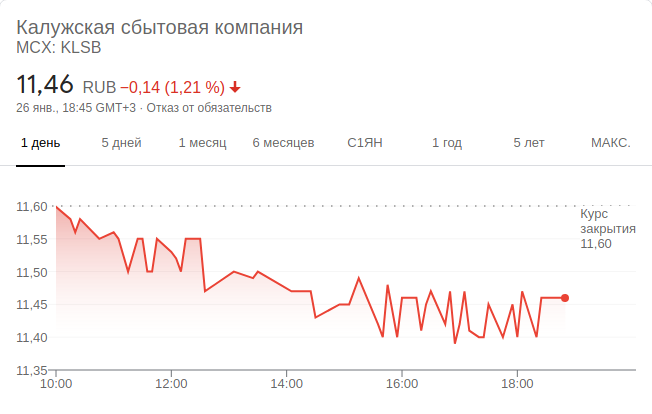 Калужская сбытовая компания
MCX: KLSB
11,46 RUB −0,14 (1,21 %)
26 янв., 18:45 GMT+3 · Отказ от обязательств
1 день 5 дней 1 месяц 6 месяцев С1ЯН 1 год 5 лет МАКС.
11,60
Курс
закрытия
11,60
11,55
11,50
11,45
11,40
11,35
10:00 12:00 14:00 16:00 18:00